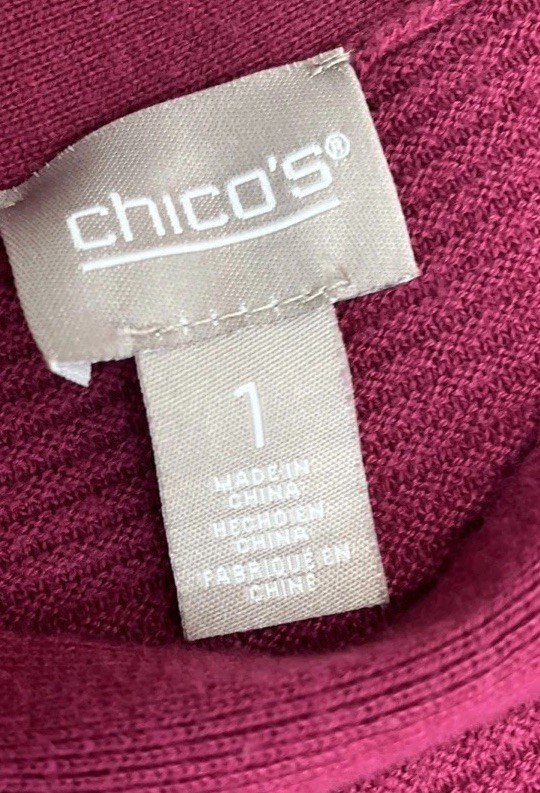 chico's®
1
MADE IN
CHINA
HECHO EN
CHINA
FABRIQUÉ EN
CHINE